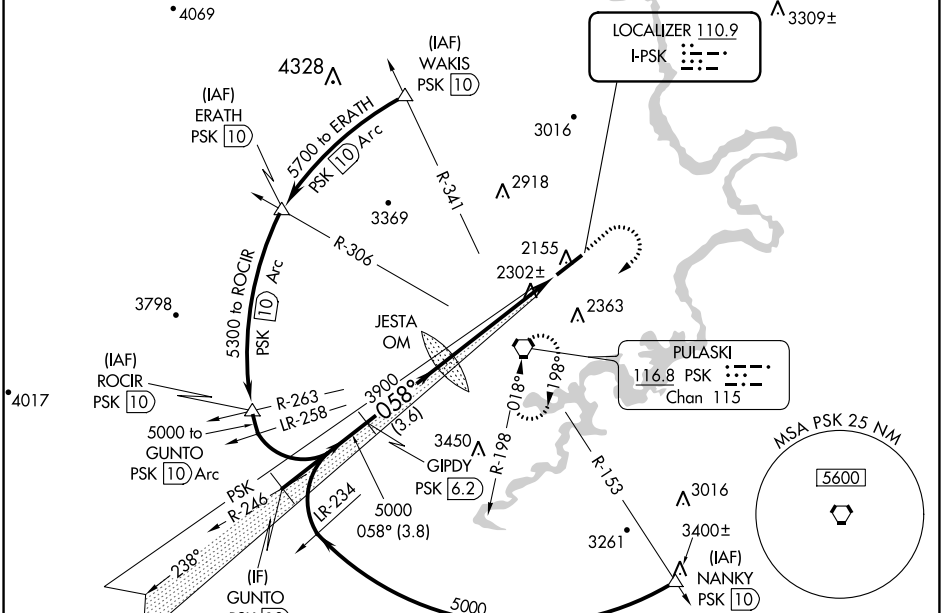 4069
3309±
LOCALIZER 110.9
I-PSK
(IAF)
WAKIS
PSK 10
4328
(IAF)
ERATH
PSK 10
5700 to ERATH
PSK 10 Arc
3016
R-341
2918
3369
R-306
2155
2302±
5300 to ROCIR
PSK 10 Arc
3798
2363
JESTA
OM
PULASKI
116.8 PSK
Chan 115
(IAF)
ROCIR
PSK 10
4017
R-263
LR-258
3900
058°
(3.6)
018°
198°
5000 to
GUNTO
PSK 10 Arc
3450
GIPDY
PSK 6.2
R-198
R-153
MSA PSK 25 NM
5600
PSK
R-246
LR-234
5000
058° (3.8)
3016
3400±
3261
238°
(IF)
GUNTO
(IAF)
NANKY
PSK 10
5000